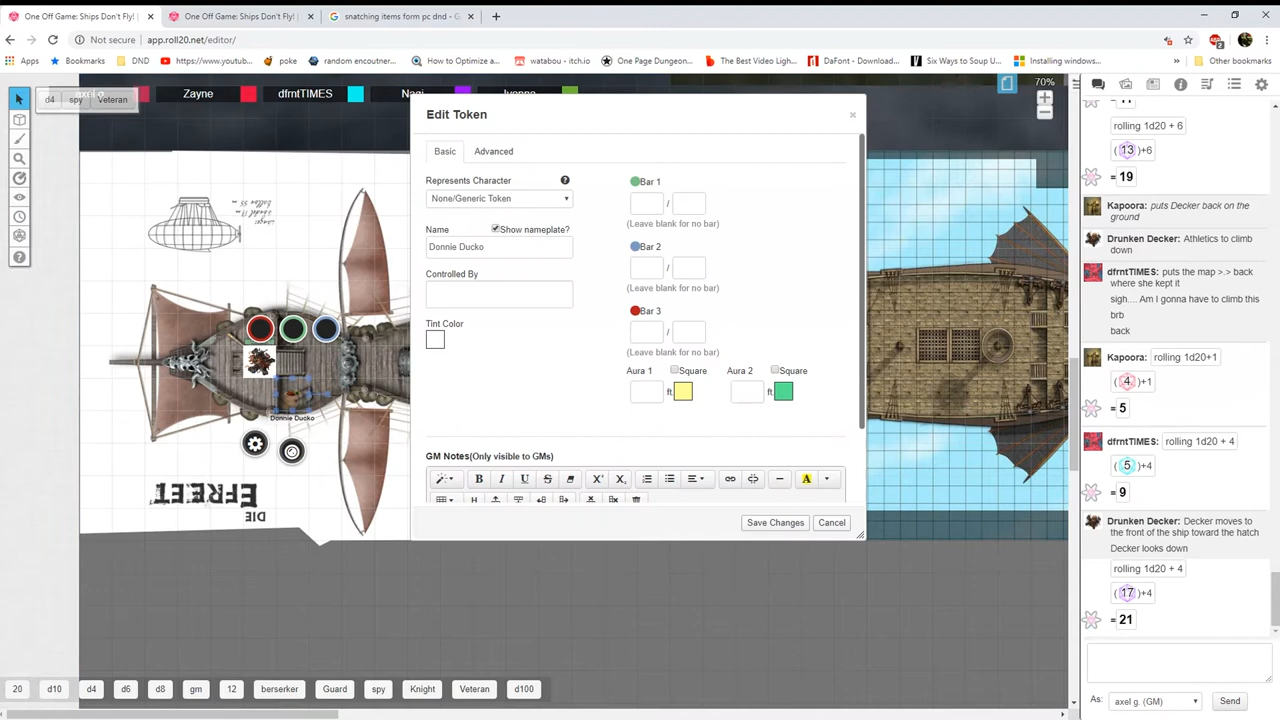 One Off Game: Ships Don't Fly! |
One Off Game: Ships Don't Fly! |
snatching items form pc dnd - G
Not secure | app.roll20.net/editor/
Apps
Bookmarks
DND
https://www.youtub...
poke
random encoutner...
How to Optimize a...
watabou - itch.io
One Page Dungeon...
The Best Video Ligh...
DaFont - Downloa...
Six Ways to Soup U...
Installing windows...
»
Other bookmarks
2
d4
spy
Veteran
axel g.
Zayne
dfrntTIMES
70%
Edit Token
×
Basic
Advanced
Represents Character
None/Generic Token
Name
Show nameplate?
Donnie Ducko
Controlled By
Tint Color
Bar 1
/
(Leave blank for no bar)
Bar 2
/
(Leave blank for no bar)
Bar 3
/
(Leave blank for no bar)
Aura 1
Square
Aura 2
Square
ft.
ft.
GM Notes(Only visible to GMs)
B I U S
X² X₂
A
H
Save Changes
Cancel
Donnie Ducko
EFREET
DIE
20
d10
d4
d6
d8
gm
12
berserker
Guard
spy
Knight
Veteran
d100
rolling 1d20 + 6
(13)+6
= 19
Kapoora: puts Decker back on the
ground
Drunken Decker: Athletics to climb
down
dfrntTIMES: puts the map >.> back
where she kept it
sigh.... Am I gonna have to climb this
brb
back
Kapoora: rolling 1d20+1
(4)+1
= 5
dfrntTIMES: rolling 1d20 + 4
(5)+4
= 9
Drunken Decker: Decker moves to
the front of the ship toward the hatch
Decker looks down
rolling 1d20 + 4
(17)+4
= 21
As:
axel g. (GM)
Send